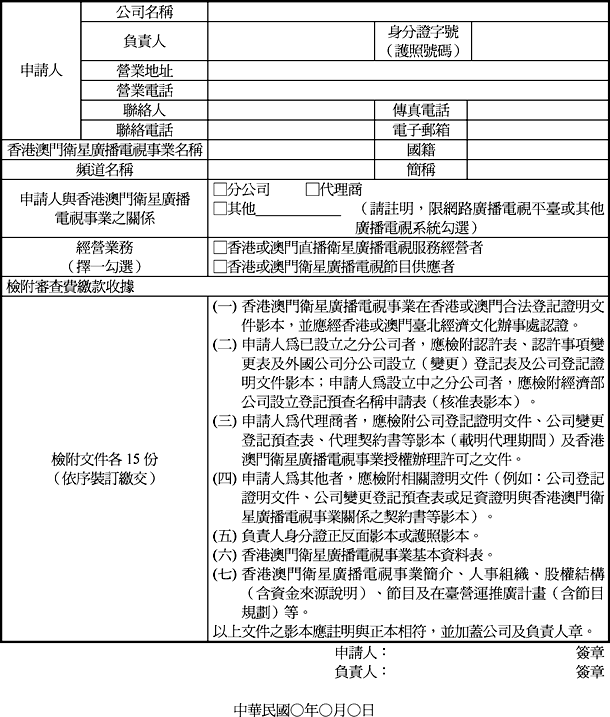 申請人
公司名稱
負責人
身分證字號
（護照號碼）
營業地址
營業電話
聯絡人
傳真電話
聯絡電話
電子郵箱
香港澳門衛星廣播電視事業名稱
國籍
頻道名稱
簡稱
申請人與香港澳門衛星廣播
電視事業之關係
□分公司 □代理商
□其他____________（請註明，限網路廣播電視平臺或其他
廣播電視系統勾選）
經營業務
（擇一勾選）
□香港或澳門直播衛星廣播電視服務經營者
□香港或澳門衛星廣播電視節目供應者
檢附審查費繳款收據
檢附文件各15份
（依序裝訂繳交）
(一) 香港澳門衛星廣播電視事業在香港或澳門合法登記證明文
件影本，並應經香港或澳門臺北經濟文化辦事處認證。
(二) 申請人爲已設立之分公司者，應檢附認許表、認許事項變
更表及外國公司分公司設立（變更）登記表及公司登記證
明文件影本；申請人爲設立中之分公司者，應檢附經濟部
公司設立登記預查名稱申請表（核准表影本）。
(三) 申請人爲代理商者，應檢附公司登記證明文件、公司變更
登記預查表、代理契約書等影本（載明代理期間）及香港
澳門衛星廣播電視事業授權辦理許可之文件。
(四) 申請人爲其他者，應檢附相關證明文件（例如：公司登記
證明文件、公司變更登記預查表或足資證明與香港澳門衛
星廣播電視事業關係之契約書等影本）。
(五) 負責人身分證正反面影本或護照影本。
(六) 香港澳門衛星廣播電視事業基本資料表。
(七) 香港澳門衛星廣播電視事業簡介、人事組織、股權結構
（含資金來源說明）、節目及在臺營運推廣計畫（含節目
規劃）等。
以上文件之影本應註明與正本相符，並加蓋公司及負責人章。
申請人： 簽章
負責人： 簽章
中華民國○年○月○日